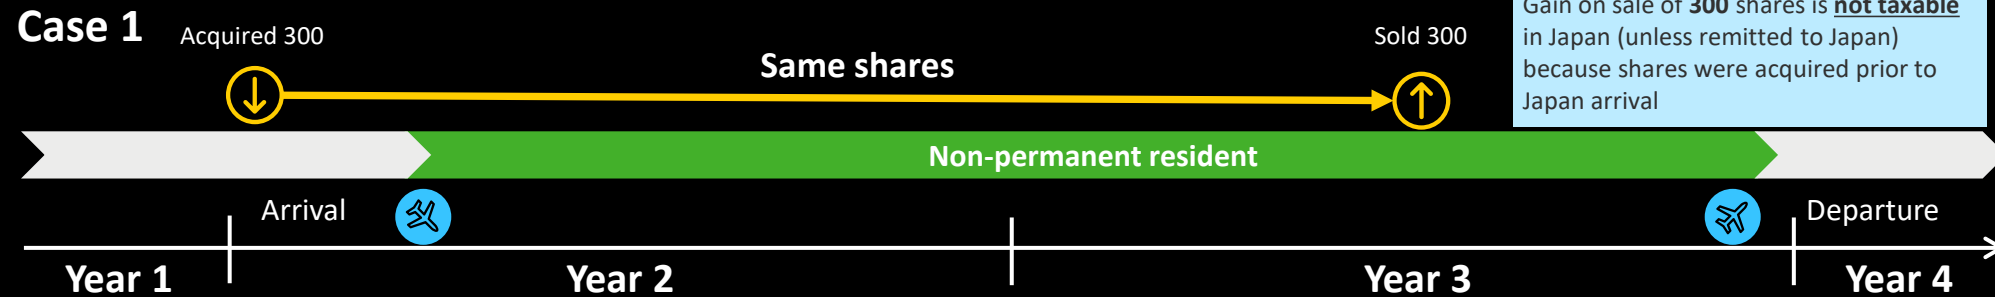 Case 1
Acquired 300
Same shares
Sold 300
Gain on sale of 300 shares is not taxable
in Japan (unless remitted to Japan)
because shares were acquired prior to
Japan arrival
Non-permanent resident
Arrival
Departure
Year 1
Year 2
Year 3
Year 4